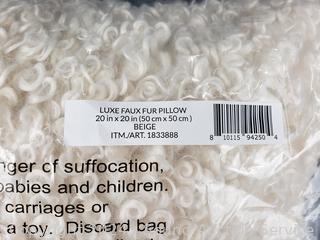 LUXE FAUX FUR PILLOW
20 in x 20 in (50 cm x 50 cm)
BEIGE
ITM./ART. 1833888
8 10115 94250 4
nger of suffocation,
babies and children.
carriages or
a toy. Discard bag